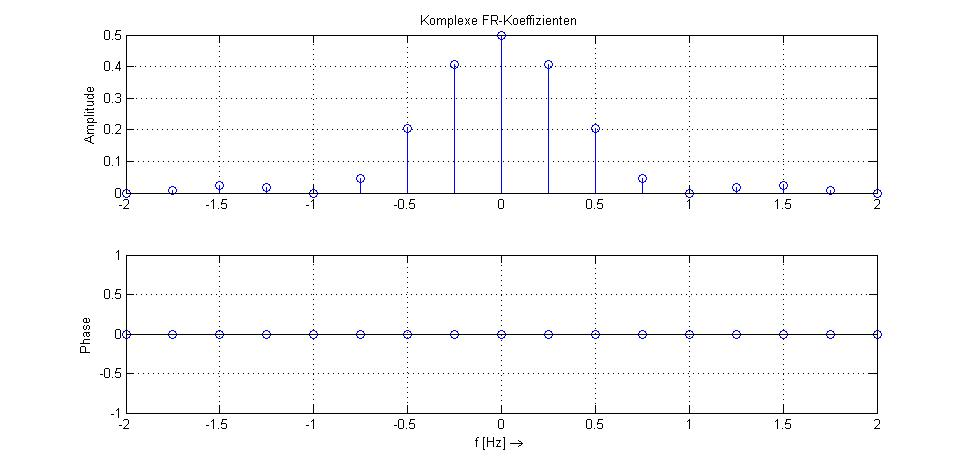 Komplexe FR-Koeffizienten
Amplitude
0.5
0.4
0.3
0.2
0.1
0
-2 -1.5 -1 -0.5 0 0.5 1 1.5 2
Phase
1
0.5
0
-0.5
-1
-2 -1.5 -1 -0.5 0 0.5 1 1.5 2
f [Hz] →